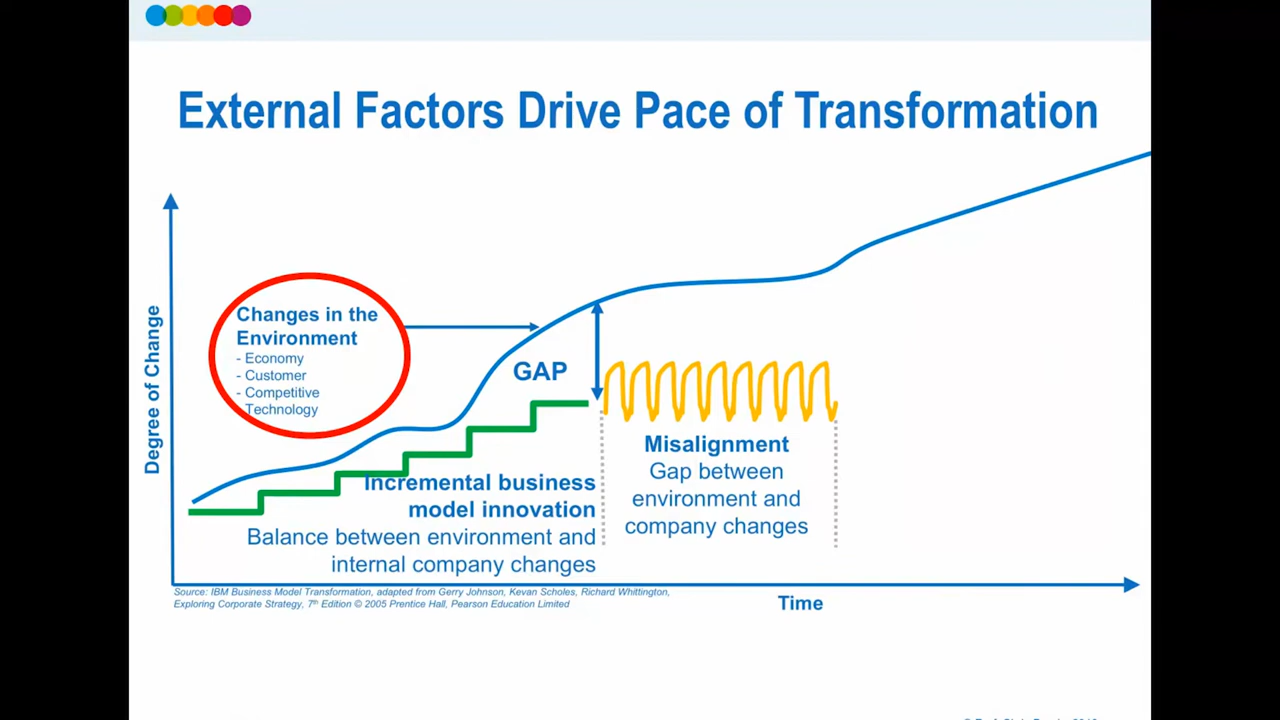 External Factors Drive Pace of Transformation
Degree of Change
Changes in the
Environment
- Economy
- Customer
- Competitive
Technology
GAP
Incremental business
model innovation
Balance between environment and
internal company changes
Misalignment
Gap between
environment and
company changes
Source: IBM Business Model Transformation, adapted from Gerry Johnson, Kevan Scholes, Richard Whittington,
Exploring Corporate Strategy, 7th Edition © 2005 Prentice Hall, Pearson Education Limited
Time